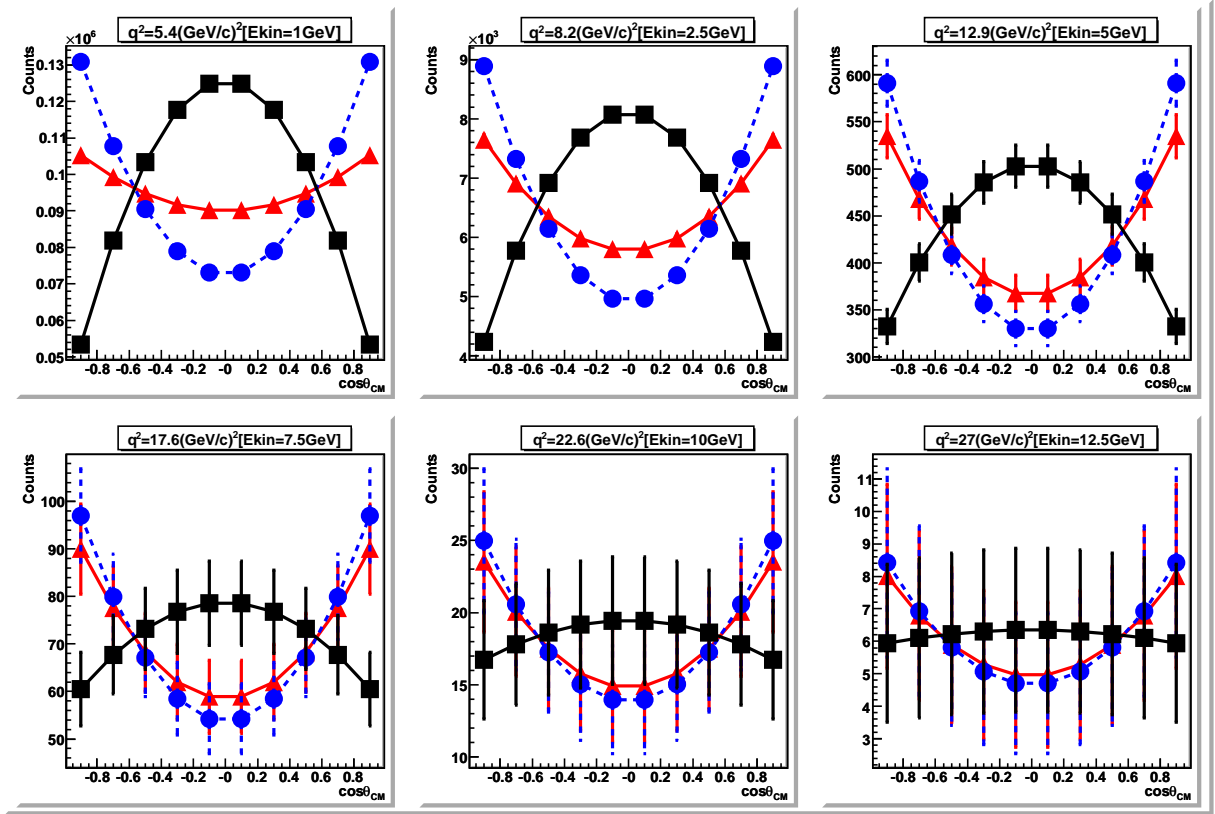 q²=5.4(GeV/c)²[Ekin=1GeV]
×10⁶
Counts
0.13
0.12
0.11
0.1
0.09
0.08
0.07
0.06
0.05
-0.8 -0.6 -0.4 -0.2 -0 0.2 0.4 0.6 0.8
cosθCM
q²=8.2(GeV/c)²[Ekin=2.5GeV]
×10³
Counts
9
8
7
6
5
4
-0.8 -0.6 -0.4 -0.2 -0 0.2 0.4 0.6 0.8
cosθCM
q²=12.9(GeV/c)²[Ekin=5GeV]
Counts
600
550
500
450
400
350
300
-0.8 -0.6 -0.4 -0.2 -0 0.2 0.4 0.6 0.8
cosθCM
q²=17.6(GeV/c)²[Ekin=7.5GeV]
Counts
100
90
80
70
60
50
-0.8 -0.6 -0.4 -0.2 -0 0.2 0.4 0.6 0.8
cosθCM
q²=22.6(GeV/c)²[Ekin=10GeV]
Counts
30
25
20
15
10
-0.8 -0.6 -0.4 -0.2 -0 0.2 0.4 0.6 0.8
cosθCM
q²=27(GeV/c)²[Ekin=12.5GeV]
Counts
11
10
9
8
7
6
5
4
3
-0.8 -0.6 -0.4 -0.2 -0 0.2 0.4 0.6 0.8
cosθCM